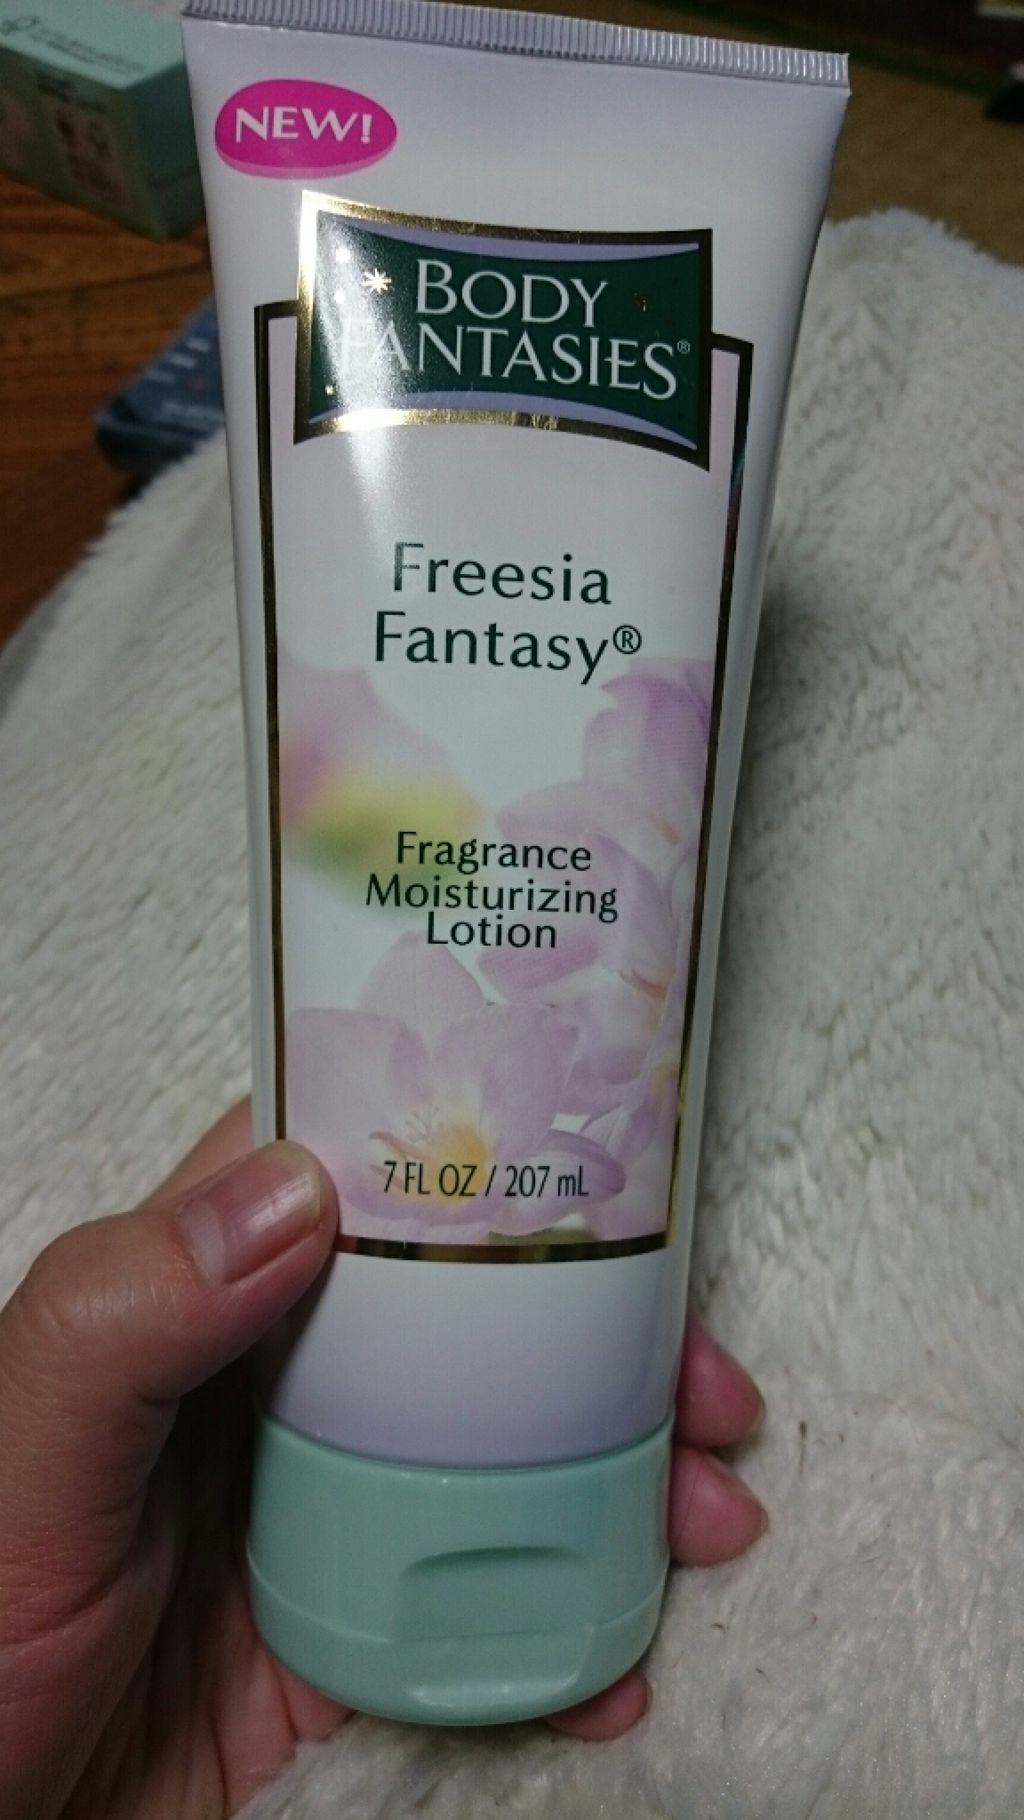 NEW!
BODY
FANTASIES®
Freesia
Fantasy®
Fragrance
Moisturizing
Lotion
7 FL OZ / 207 mL